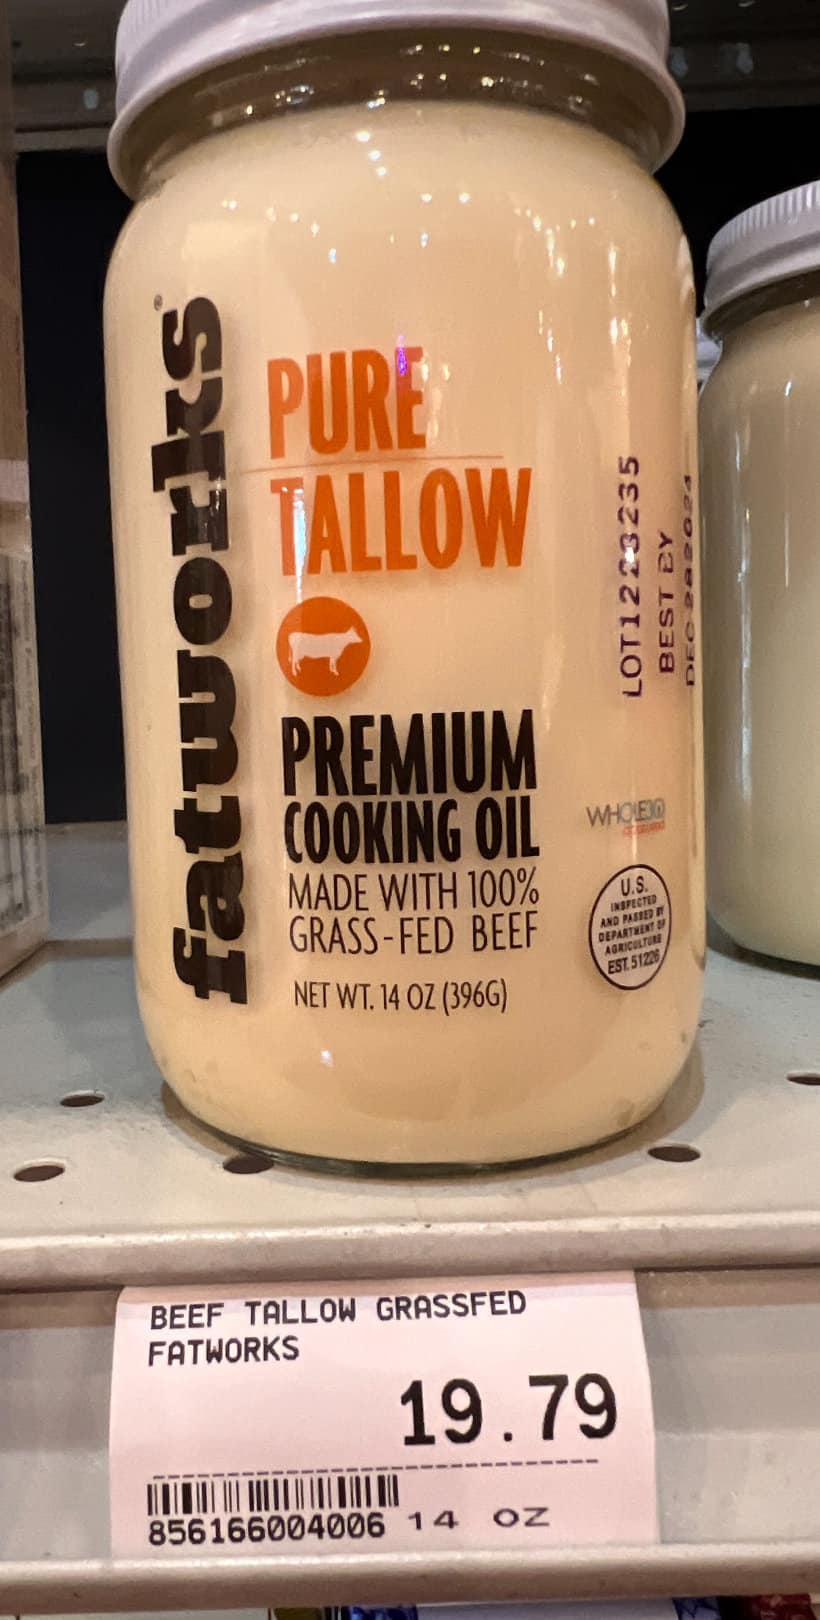 fatworks®
PURE
TALLOW
PREMIUM
COOKING OIL
MADE WITH 100%
GRASS-FED BEEF
NET WT. 14 OZ (396G)
LOT1223235
BEST BY
DEC 282024
WHOLE30
U.S.
INSPECTED
AND PASSED BY
DEPARTMENT OF
AGRICULTURE
EST. 51226
BEEF TALLOW GRASSFED
FATWORKS
19.79
856166004006 14 OZ